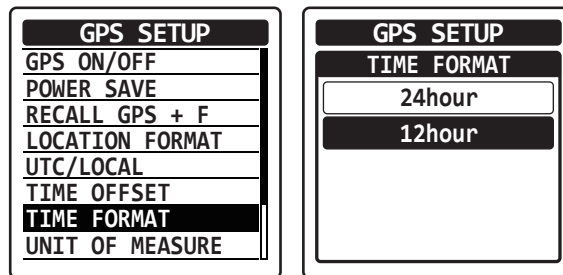 GPS SETUP
GPS ON/OFF
POWER SAVE
RECALL GPS + F
LOCATION FORMAT
UTC/LOCAL
TIME OFFSET
TIME FORMAT
UNIT OF MEASURE
GPS SETUP
TIME FORMAT
24hour
12hour